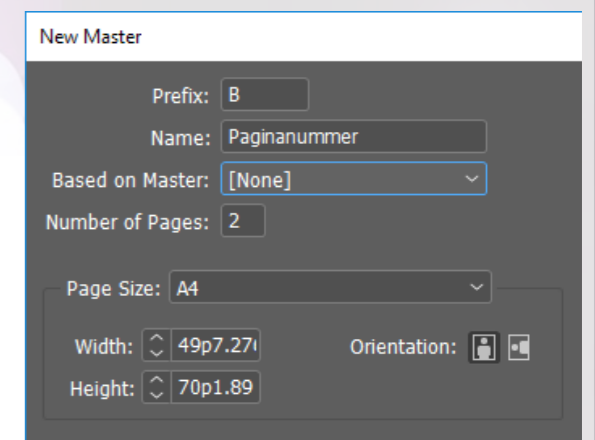 New Master
Prefix: B
Name: Paginanummer
Based on Master: [None]
Number of Pages: 2
Page Size: A4
Width: 49p7.27 Orientation:
Height: 70p1.89